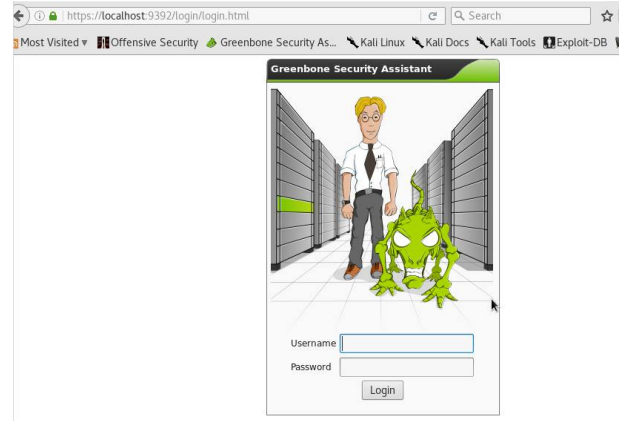 https://localhost:9392/login/login.html
Search
Most Visited
Offensive Security
Greenbone Security As...
Kali Linux
Kali Docs
Kali Tools
Exploit-DB
Greenbone Security Assistant
Username
Password
Login